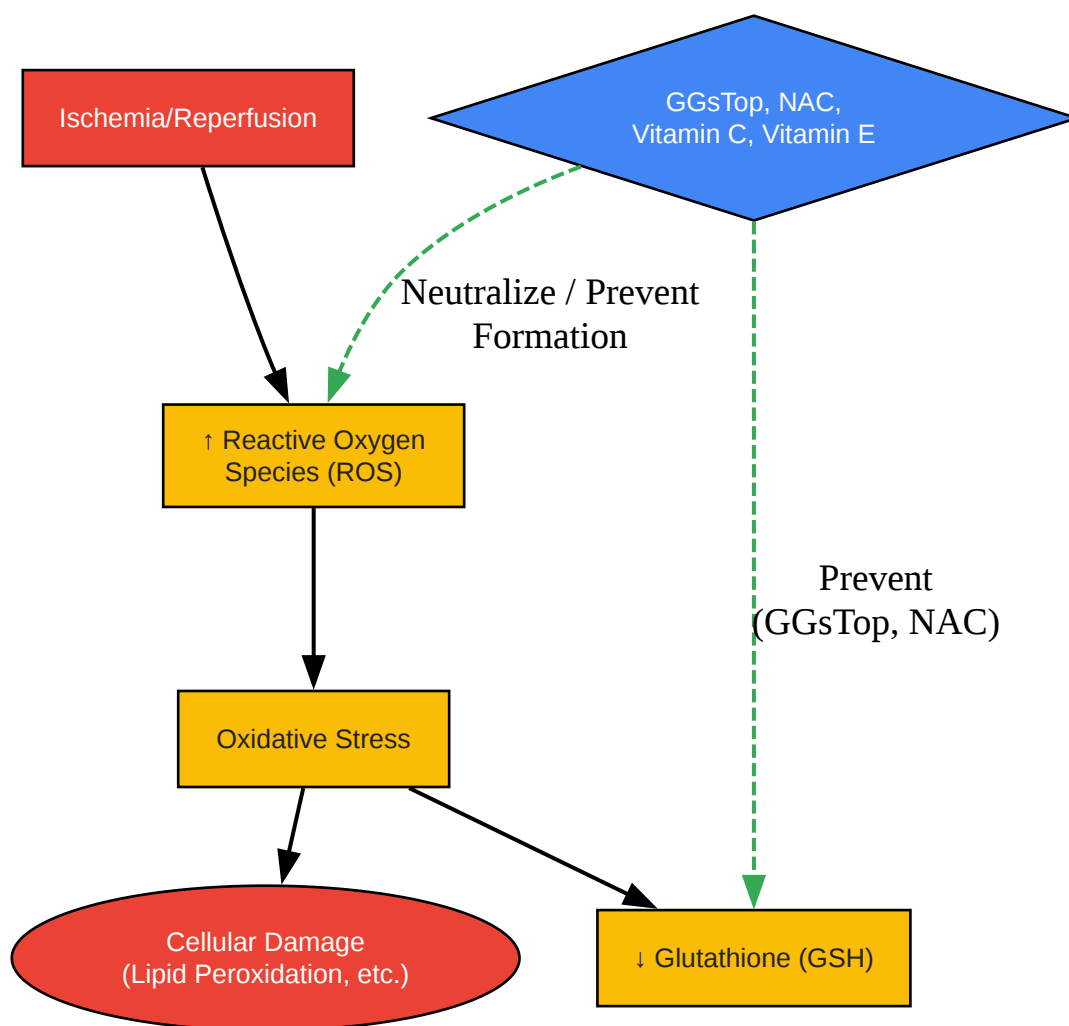 Ischemia/Reperfusion
GGsTop, NAC,
Vitamin C, Vitamin E
Neutralize / Prevent
Formation
↑ Reactive Oxygen
Species (ROS)
Prevent
(GGsTop, NAC)
Oxidative Stress
Cellular Damage
(Lipid Peroxidation, etc.)
↓ Glutathione (GSH)